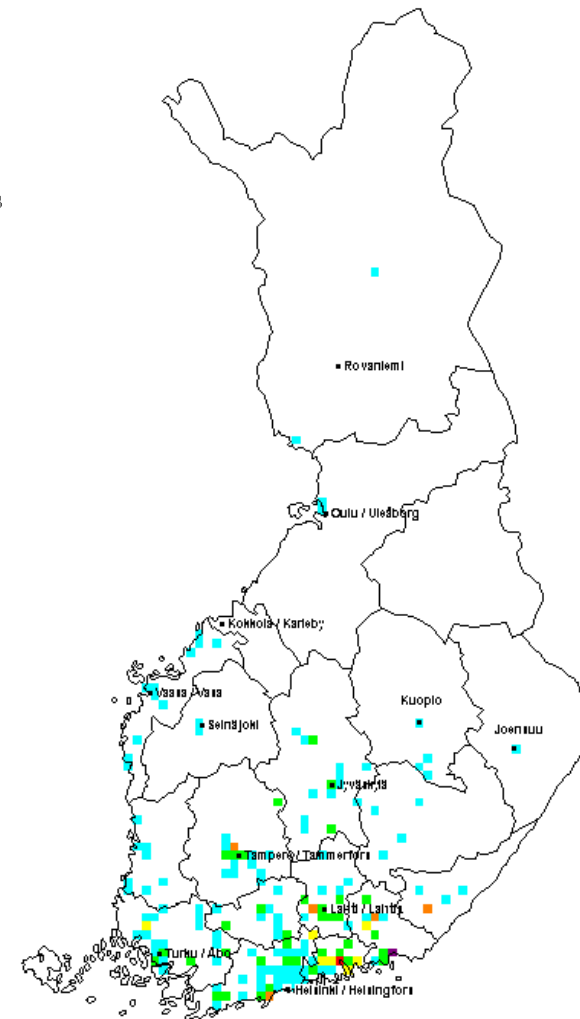 Rovaniemi
Oulu / Uleåborg
Kokkola / Karleby
Vaasa / Vasa
Kuopio
Seinäjoki
Joensuu
Jyväskylä
Tampere / Tammerfors
Lahti / Lahtis
Turku / Åbo
Helsinki / Helsingfors